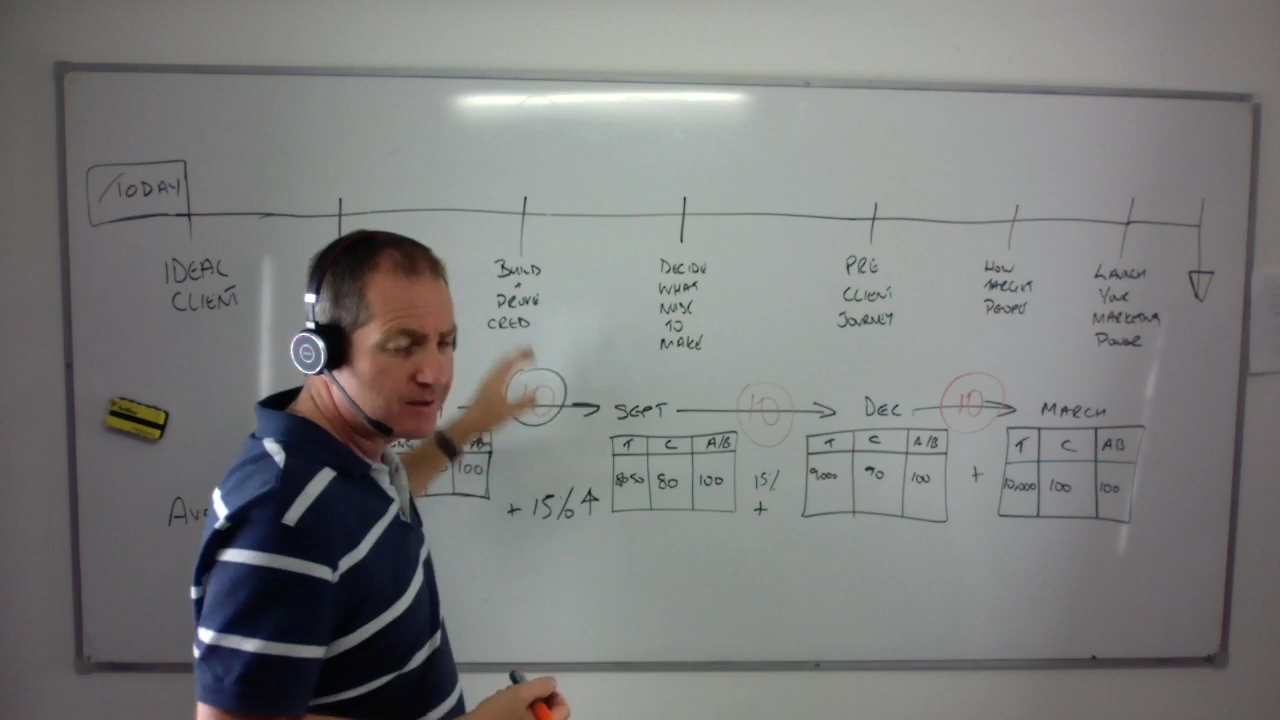 TODAY
IDEAL
CLIENT
BUILD
+
DRIVE
CRED
DECIDE
WHAT
NOISE
TO
MAKE
PRE
CLIENT
JOURNEY
HOW
TARGET
PEOPLE
LAUNCH
YOUR
MARKETING
POWER
10
SEPT
10
DEC
10
MARCH
T C A/B
T C A/B
T C AB
100
8050 80 100
15%
+
9000 90 100
+
10,000 100 100
+ 15%